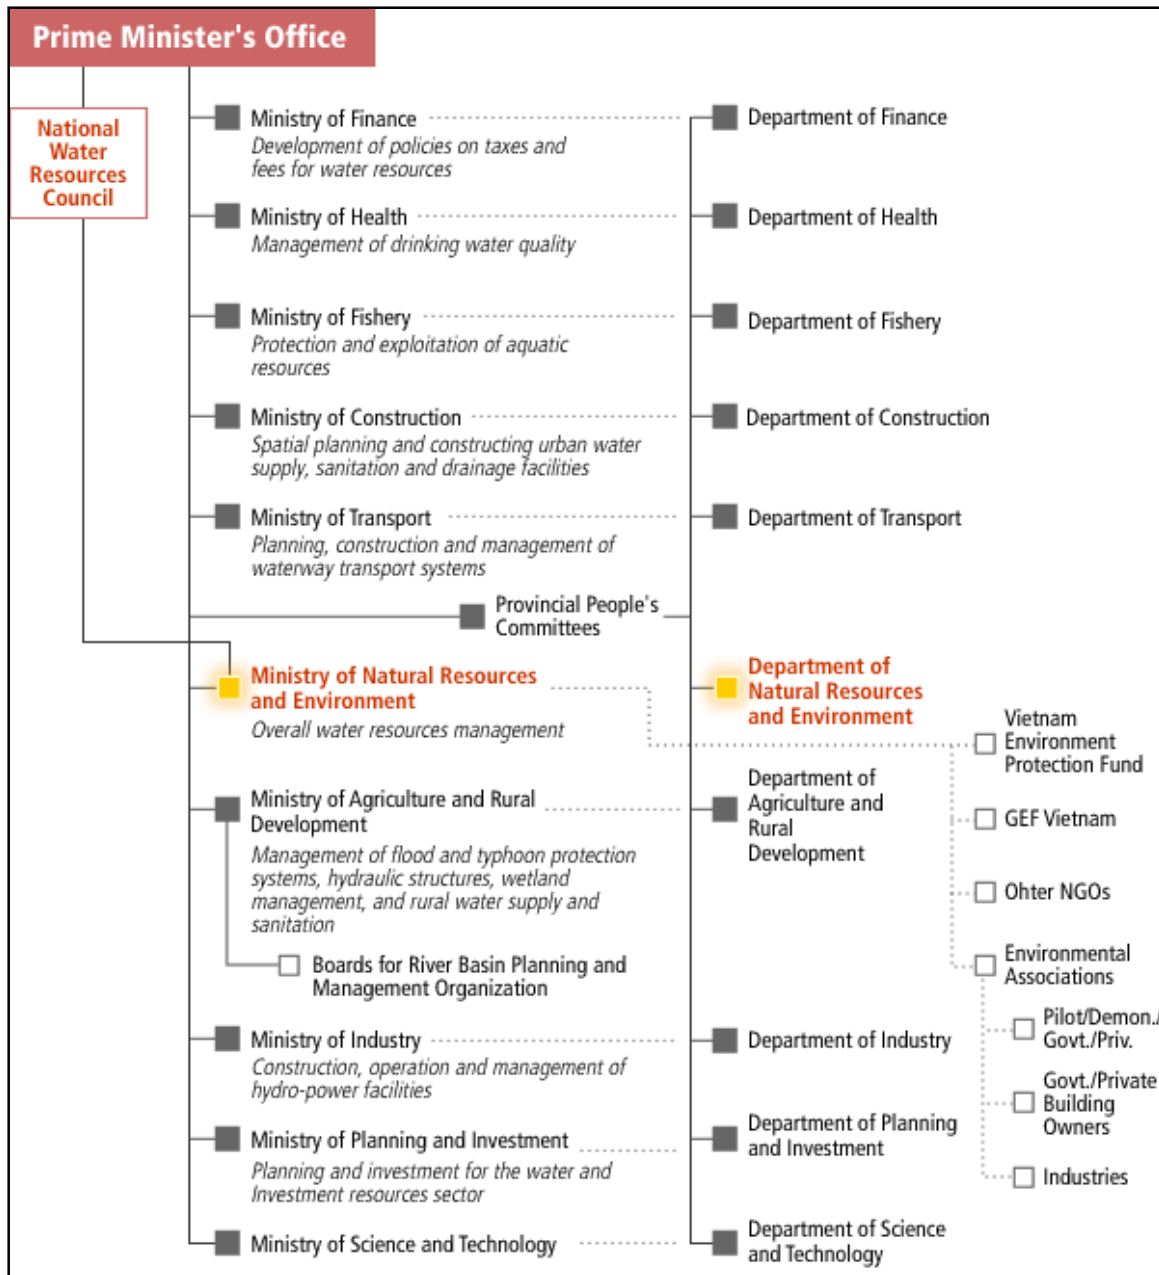 Prime Minister's Office
National
Water
Resources
Council
Ministry of Finance
Development of policies on taxes and
fees for water resources
Department of Finance
Ministry of Health
Management of drinking water quality
Department of Health
Ministry of Fishery
Protection and exploitation of aquatic
resources
Department of Fishery
Ministry of Construction
Spatial planning and constructing urban water
supply, sanitation and drainage facilities
Department of Construction
Ministry of Transport
Planning, construction and management of
waterway transport systems
Department of Transport
Provincial People's
Committees
Ministry of Natural Resources
and Environment
Overall water resources management
Department of
Natural Resources
and Environment
Vietnam
Environment
Protection Fund
GEF Vietnam
Ohter NGOs
Environmental
Associations
Pilot/Demon./
Govt./Priv.
Govt./Private
Building
Owners
Industries
Ministry of Agriculture and Rural
Development
Management of flood and typhoon protection
systems, hydraulic structures, wetland
management, and rural water supply and
sanitation
Department of
Agriculture and
Rural
Development
Boards for River Basin Planning and
Management Organization
Ministry of Industry
Construction, operation and management of
hydro-power facilities
Department of Industry
Ministry of Planning and Investment
Planning and investment for the water and
Investment resources sector
Department of Planning
and Investment
Ministry of Science and Technology
Department of Science
and Technology